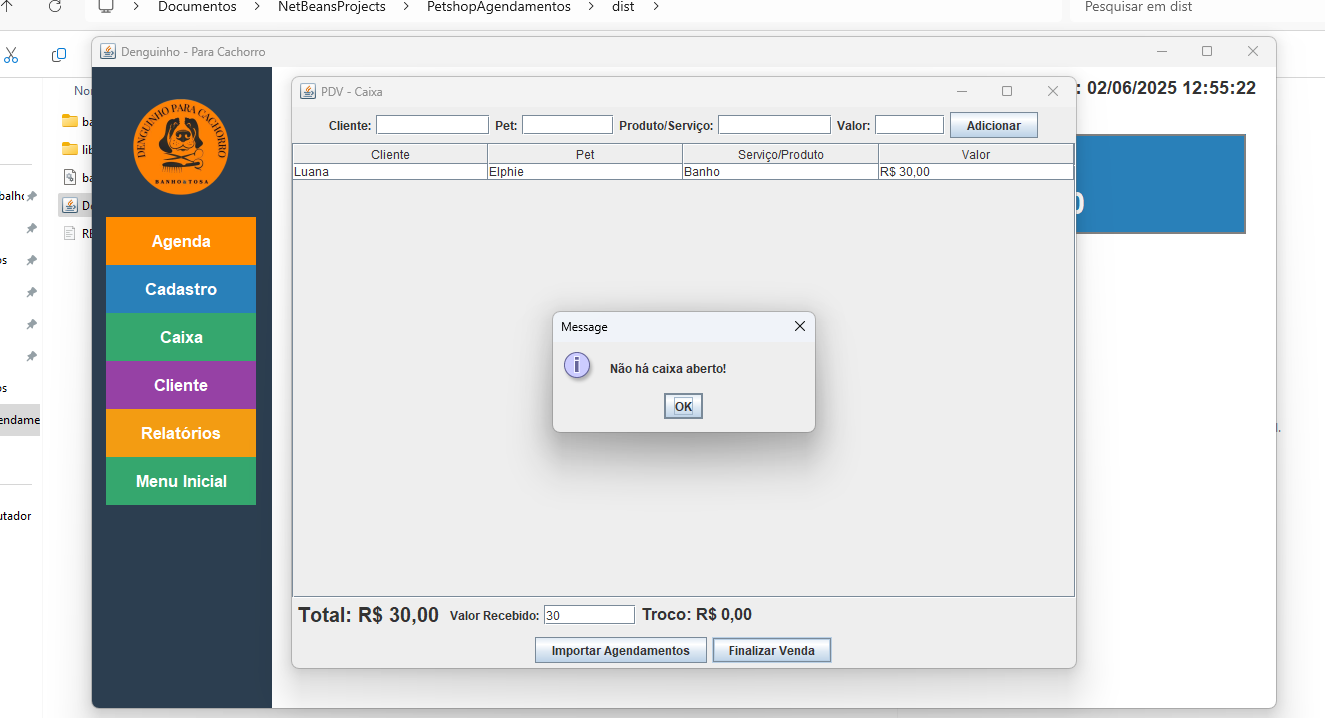 Documentos > NetBeansProjects > PetshopAgendamentos > dist >
Pesquisar em dist
Denguinho - Para Cachorro
DENGUINHO PARA CACHORRO
BANHO & TOSA
Agenda
Cadastro
Caixa
Cliente
Relatórios
Menu Inicial
: 02/06/2025 12:55:22
PDV - Caixa
Cliente: Pet: Produto/Serviço: Valor: Adicionar
Cliente Pet Serviço/Produto Valor
Luana Elphie Banho R$ 30,00
Message
Não há caixa aberto!
OK
Total: R$ 30,00 Valor Recebido: 30 Troco: R$ 0,00
Importar Agendamentos Finalizar Venda